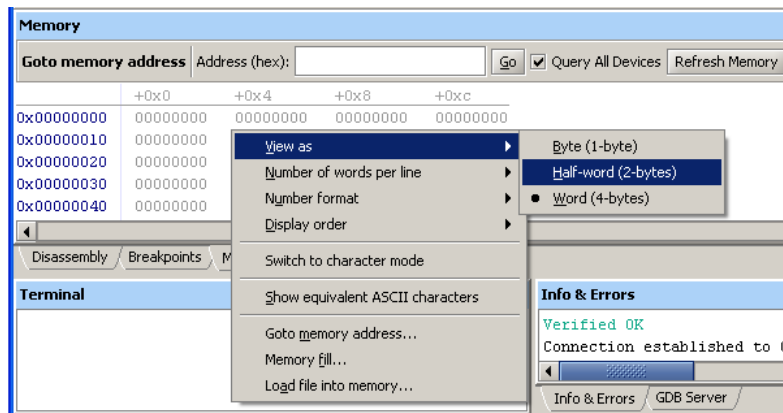 Memory
Goto memory address Address (hex): Go Query All Devices Refresh Memory
+0x0 +0x4 +0x8 +0xc
0x00000000 00000000 00000000 00000000 00000000
0x00000010 00000000
0x00000020 00000000
0x00000030 00000000
0x00000040 00000000
View as
Number of words per line
Number format
Display order
Switch to character mode
Show equivalent ASCII characters
Goto memory address...
Memory fill...
Load file into memory...
Byte (1-byte)
Half-word (2-bytes)
Word (4-bytes)
Disassembly Breakpoints M
Terminal
Info & Errors
Verified OK
Connection established to
Info & Errors GDB Server